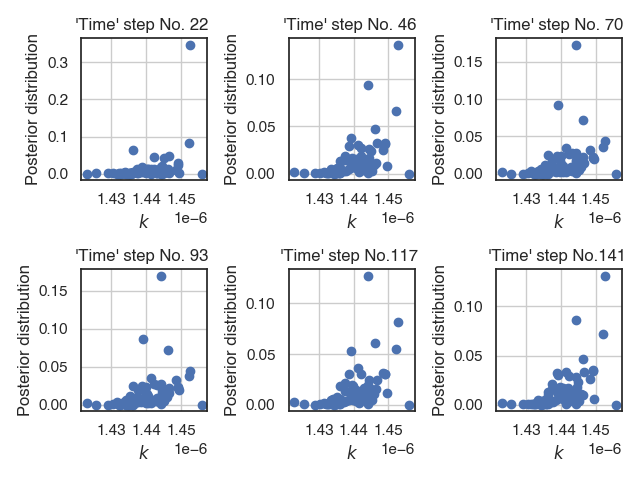 'Time' step No. 22
Posterior distribution
0.3
0.2
0.1
0.0
1.43 1.44 1.45
1e−6
k
'Time' step No. 46
Posterior distribution
0.10
0.05
0.00
1.43 1.44 1.45
1e−6
k
'Time' step No. 70
Posterior distribution
0.15
0.10
0.05
0.00
1.43 1.44 1.45
1e−6
k
'Time' step No. 93
Posterior distribution
0.15
0.10
0.05
0.00
1.43 1.44 1.45
1e−6
k
'Time' step No.117
Posterior distribution
0.10
0.05
0.00
1.43 1.44 1.45
1e−6
k
'Time' step No.141
Posterior distribution
0.10
0.05
0.00
1.43 1.44 1.45
1e−6
k